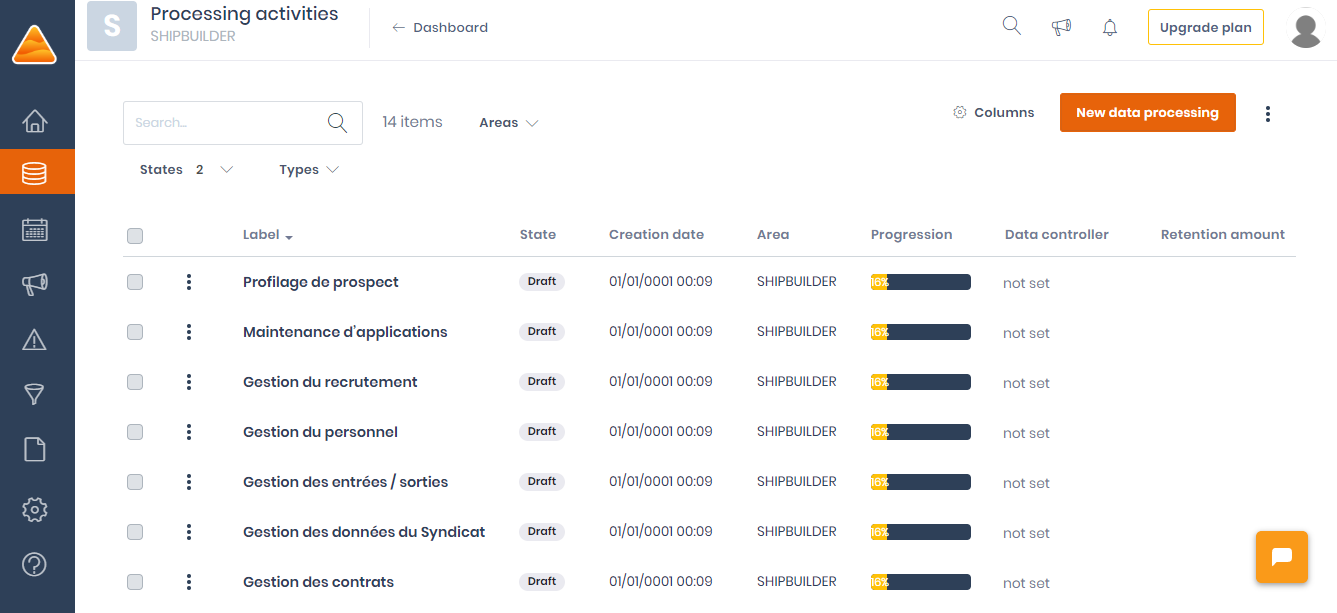 S
Processing activities
SHIPBUILDER
← Dashboard
Upgrade plan
Search...
14 items
Areas
Columns
New data processing
States 2
Types
Label State Creation date Area Progression Data controller Retention amount
Profilage de prospect Draft 01/01/0001 00:09 SHIPBUILDER 16% not set
Maintenance d’applications Draft 01/01/0001 00:09 SHIPBUILDER 16% not set
Gestion du recrutement Draft 01/01/0001 00:09 SHIPBUILDER 16% not set
Gestion du personnel Draft 01/01/0001 00:09 SHIPBUILDER 16% not set
Gestion des entrées / sorties Draft 01/01/0001 00:09 SHIPBUILDER 16% not set
Gestion des données du Syndicat Draft 01/01/0001 00:09 SHIPBUILDER 16% not set
Gestion des contrats Draft 01/01/0001 00:09 SHIPBUILDER 16% not set